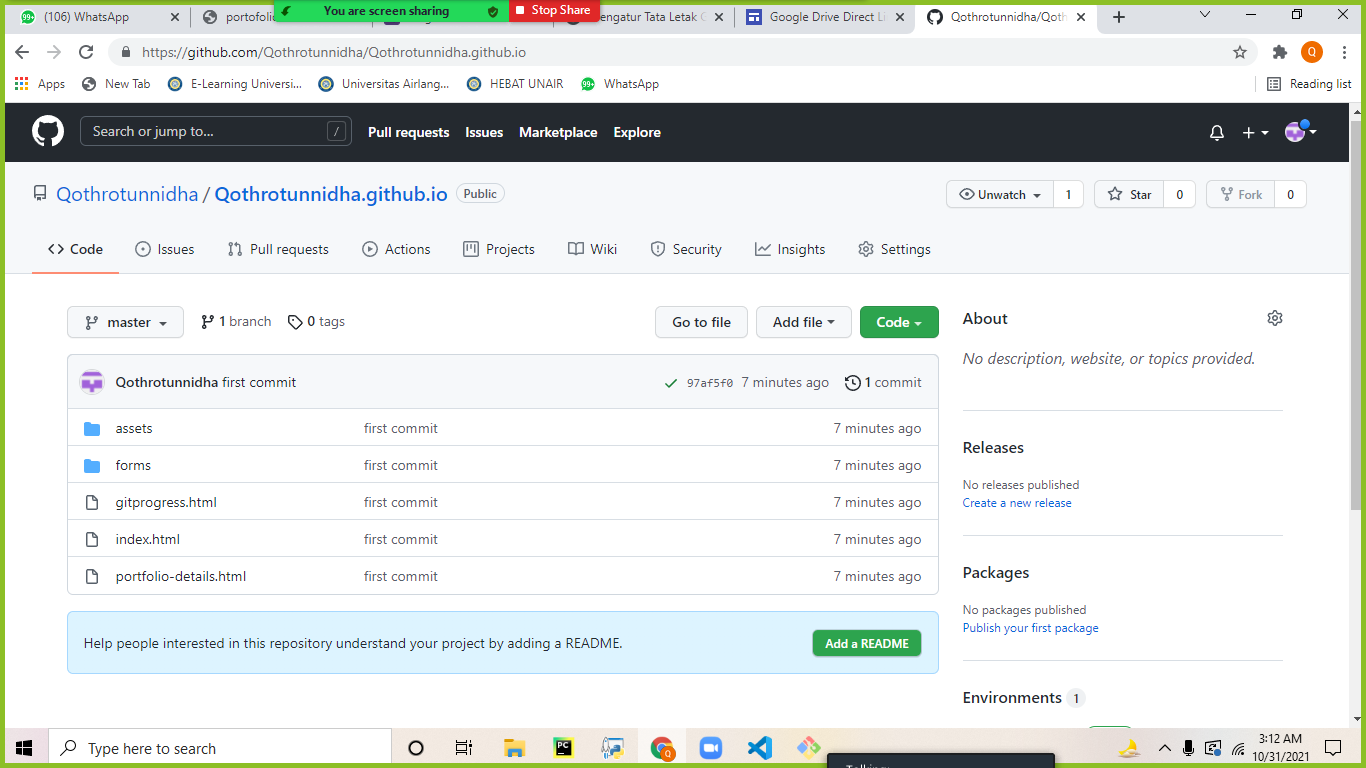 (106) WhatsApp
portofoli
You are screen sharing
Stop Share
engatur Tata Letak
Google Drive Direct Li
Qothrotunnidha/Qoth
https://github.com/Qothrotunnidha/Qothrotunnidha.github.io
Q
Apps
New Tab
E-Learning Universi...
Universitas Airlang...
HEBAT UNAIR
99+
WhatsApp
Reading list
Search or jump to...
/
Pull requests
Issues
Marketplace
Explore
Qothrotunnidha / Qothrotunnidha.github.io
Public
Unwatch
1
Star
0
Fork
0
Code
Issues
Pull requests
Actions
Projects
Wiki
Security
Insights
Settings
master
1 branch
0 tags
Go to file
Add file
Code
About
No description, website, or topics provided.
Qothrotunnidha first commit
97af5f0 7 minutes ago
1 commit
assets
first commit
7 minutes ago
forms
first commit
7 minutes ago
gitprogress.html
first commit
7 minutes ago
index.html
first commit
7 minutes ago
portfolio-details.html
first commit
7 minutes ago
Releases
No releases published
Create a new release
Packages
No packages published
Publish your first package
Help people interested in this repository understand your project by adding a README.
Add a README
Environments 1
Type here to search
PC
Q
3:12 AM
10/31/2021